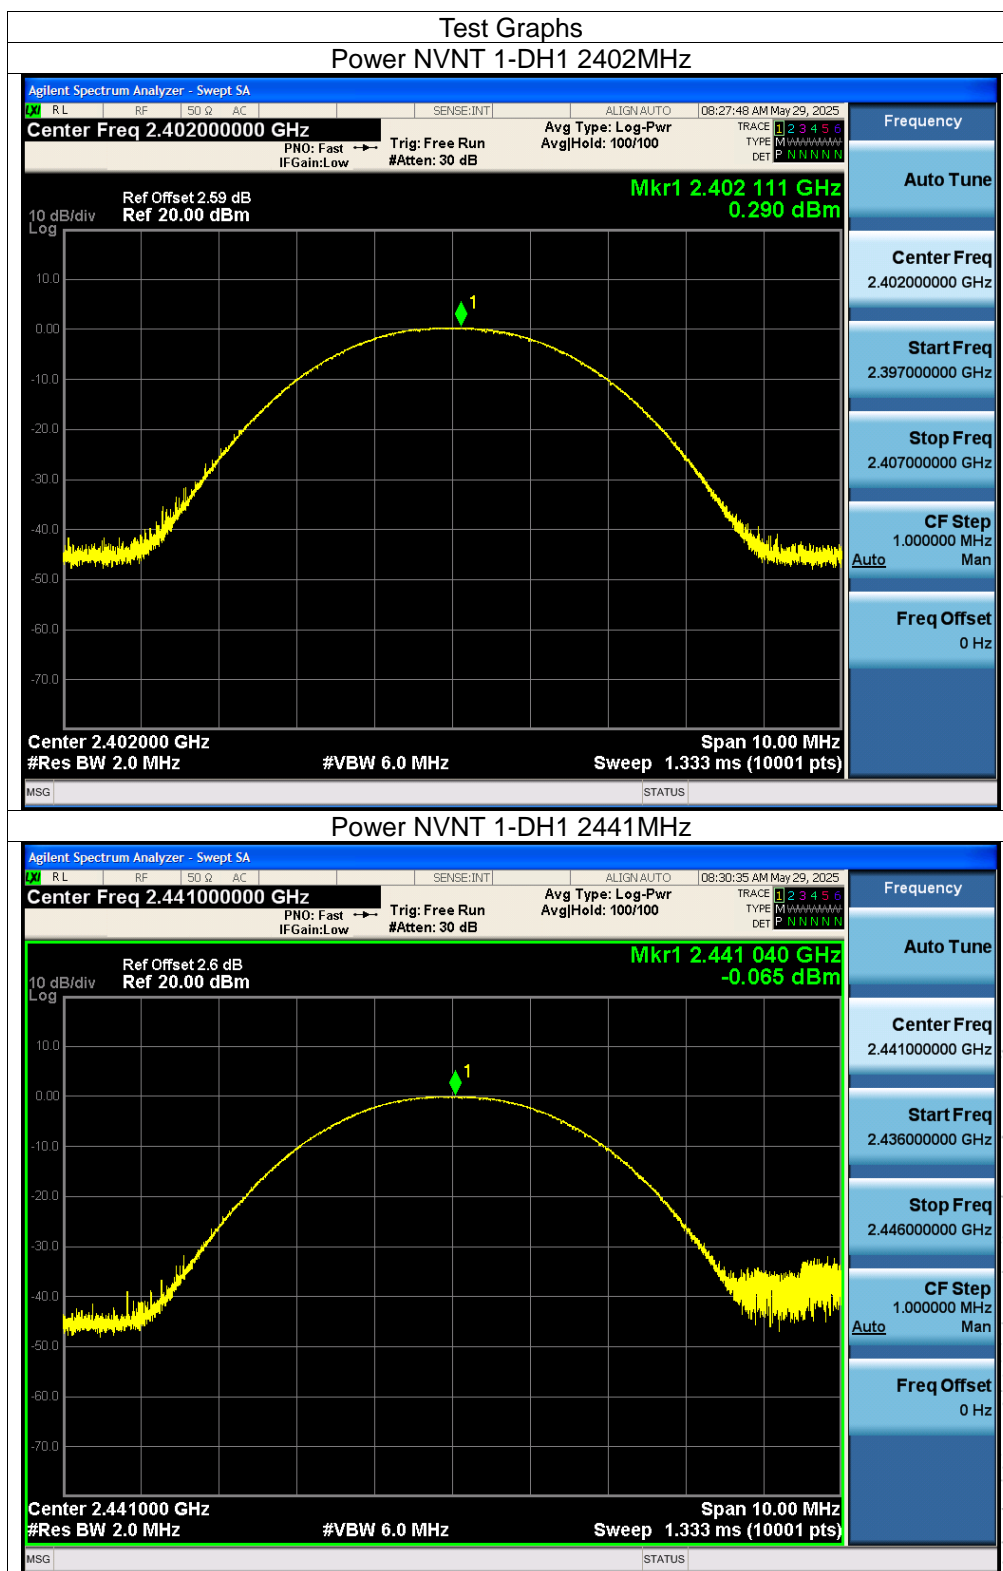 Test Graphs
Power NVNT 1-DH1 2402MHz
Agilent Spectrum Analyzer - Swept SA
LXI RL RF 50 Ω AC SENSE:INT ALIGNAUTO 08:27:48 AM May 29, 2025
Center Freq 2.402000000 GHz
PNO: Fast
IFGain:Low
Trig: Free Run
#Atten: 30 dB
Avg Type: Log-Pwr
Avg|Hold: 100/100
TRACE 1 2 3 4 5 6
TYPE M WWWWW
DET P N N N N N
Frequency
Auto Tune
Center Freq
2.402000000 GHz
Start Freq
2.397000000 GHz
Stop Freq
2.407000000 GHz
CF Step
1.000000 MHz
Auto Man
Freq Offset
0 Hz
Mkr1 2.402 111 GHz
0.290 dBm
Ref Offset 2.59 dB
10 dB/div Ref 20.00 dBm
Log
1
10.0
0.00
-10.0
-20.0
-30.0
-40.0
-50.0
-60.0
-70.0
Center 2.402000 GHz Span 10.00 MHz
#Res BW 2.0 MHz #VBW 6.0 MHz Sweep 1.333 ms (10001 pts)
MSG STATUS
Power NVNT 1-DH1 2441MHz
Agilent Spectrum Analyzer - Swept SA
LXI RL RF 50 Ω AC SENSE:INT ALIGNAUTO 08:30:35 AM May 29, 2025
Center Freq 2.441000000 GHz
PNO: Fast
IFGain:Low
Trig: Free Run
#Atten: 30 dB
Avg Type: Log-Pwr
Avg|Hold: 100/100
TRACE 1 2 3 4 5 6
TYPE M WWWWW
DET P N N N N N
Frequency
Auto Tune
Center Freq
2.441000000 GHz
Start Freq
2.436000000 GHz
Stop Freq
2.446000000 GHz
CF Step
1.000000 MHz
Auto Man
Freq Offset
0 Hz
Mkr1 2.441 040 GHz
-0.065 dBm
Ref Offset 2.6 dB
10 dB/div Ref 20.00 dBm
Log
1
10.0
0.00
-10.0
-20.0
-30.0
-40.0
-50.0
-60.0
-70.0
Center 2.441000 GHz Span 10.00 MHz
#Res BW 2.0 MHz #VBW 6.0 MHz Sweep 1.333 ms (10001 pts)
MSG STATUS